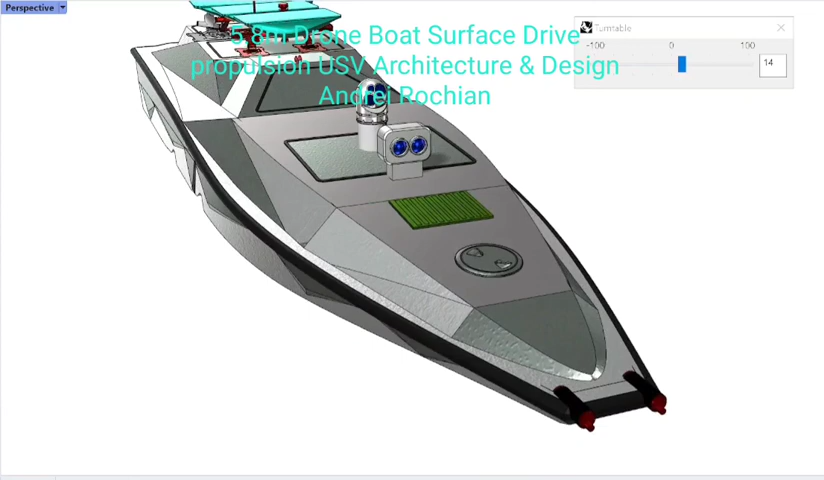 Perspective
5.8m Drone Boat Surface Drive
propulsion USV Architecture & Design
Andrei Rochian
Turntable
-100 0 100
14